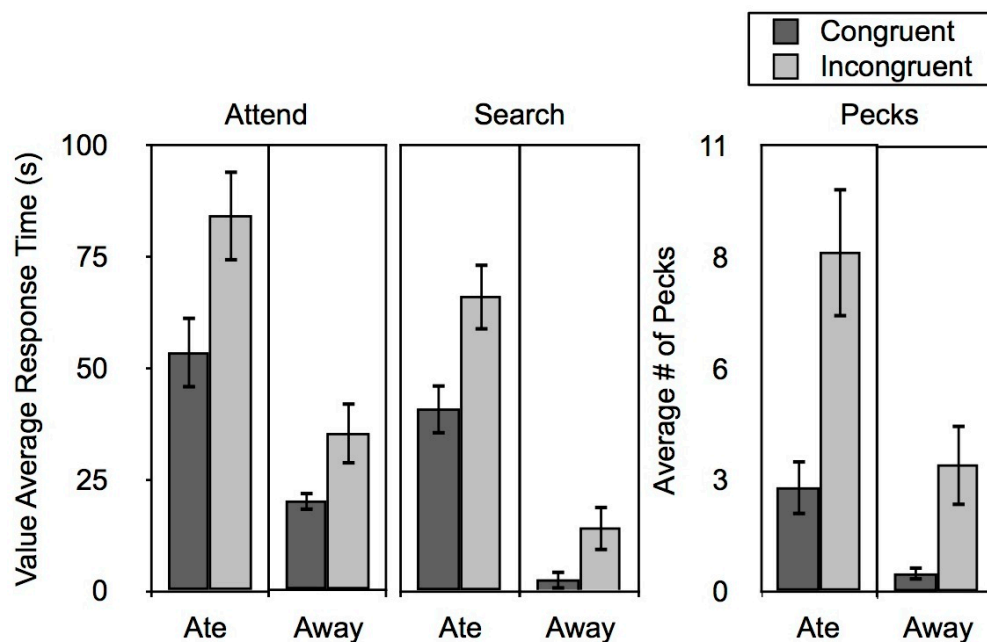 Congruent
Incongruent
Attend
Search
Pecks
Value Average Response Time (s)
100
75
50
25
0
Average # of Pecks
11
8
6
3
0
Ate
Away
Ate
Away
Ate
Away